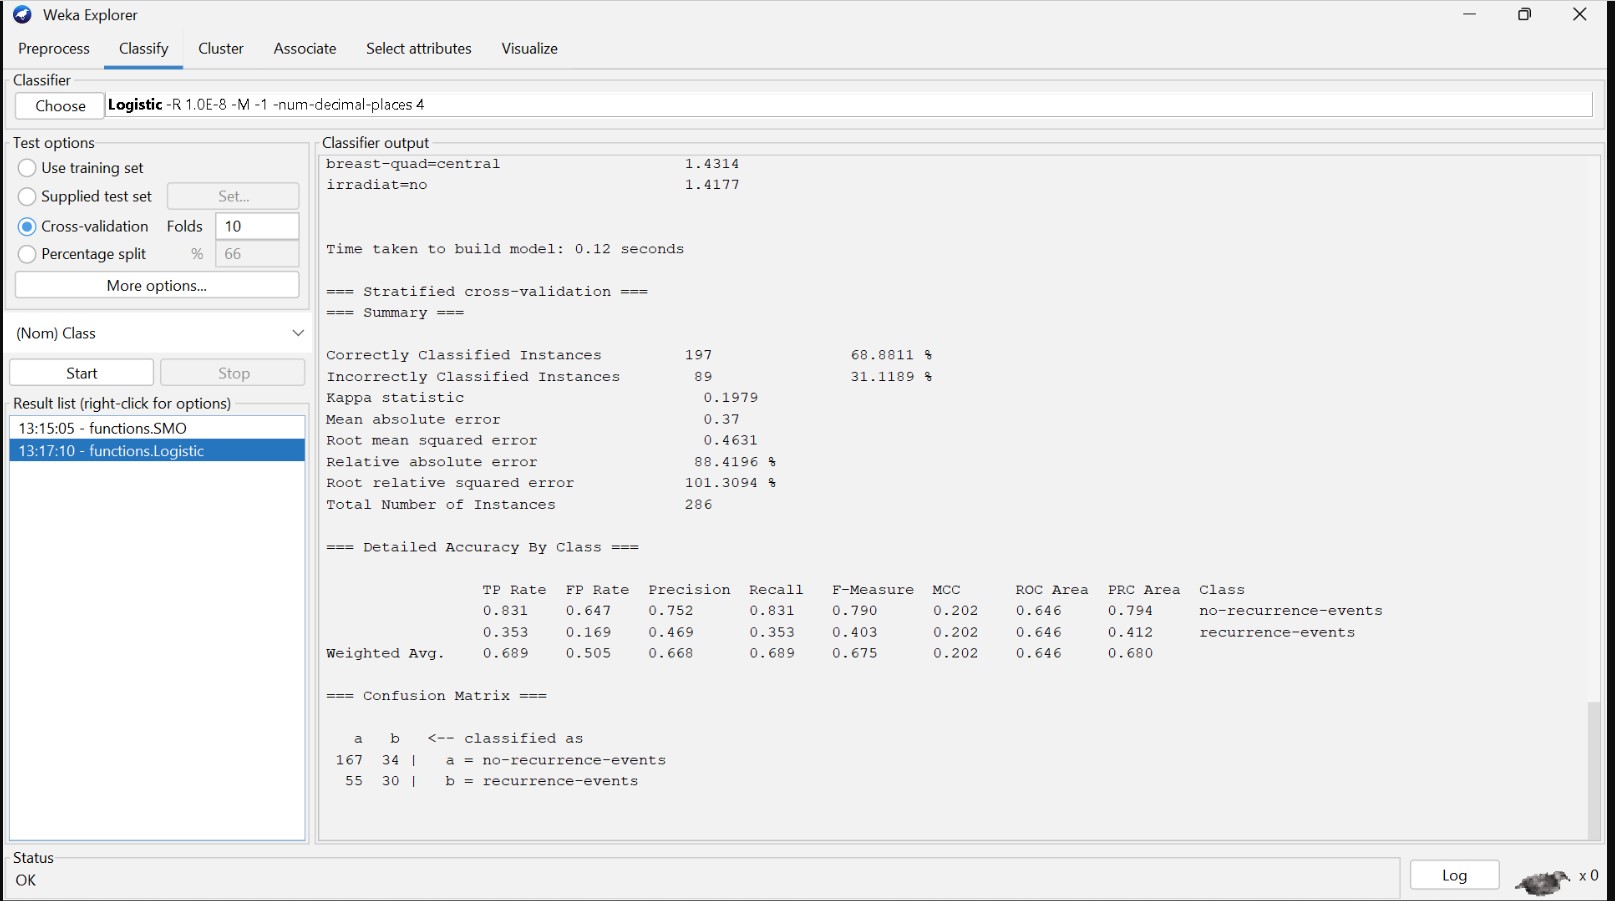 Weka Explorer
Preprocess Classify Cluster Associate Select attributes Visualize
Classifier
Choose Logistic -R 1.0E-8 -M -1 -num-decimal-places 4
Test options
Use training set
Supplied test set Set...
Cross-validation Folds 10
Percentage split % 66
More options...
(Nom) Class
Start Stop
Result list (right-click for options)
13:15:05 - functions.SMO
13:17:10 - functions.Logistic
Classifier output
breast-quad=central 1.4314
irradiat=no 1.4177
Time taken to build model: 0.12 seconds
=== Stratified cross-validation ===
=== Summary ===
Correctly Classified Instances 197 68.8811 %
Incorrectly Classified Instances 89 31.1189 %
Kappa statistic 0.1979
Mean absolute error 0.37
Root mean squared error 0.4631
Relative absolute error 88.4196 %
Root relative squared error 101.3094 %
Total Number of Instances 286
=== Detailed Accuracy By Class ===
TP Rate FP Rate Precision Recall F-Measure MCC ROC Area PRC Area Class
0.831 0.647 0.752 0.831 0.790 0.202 0.646 0.794 no-recurrence-events
0.353 0.169 0.469 0.353 0.403 0.202 0.646 0.412 recurrence-events
Weighted Avg. 0.689 0.505 0.668 0.689 0.675 0.202 0.646 0.680
=== Confusion Matrix ===
a b <-- classified as
167 34 | a = no-recurrence-events
55 30 | b = recurrence-events
Status
OK
Log x 0